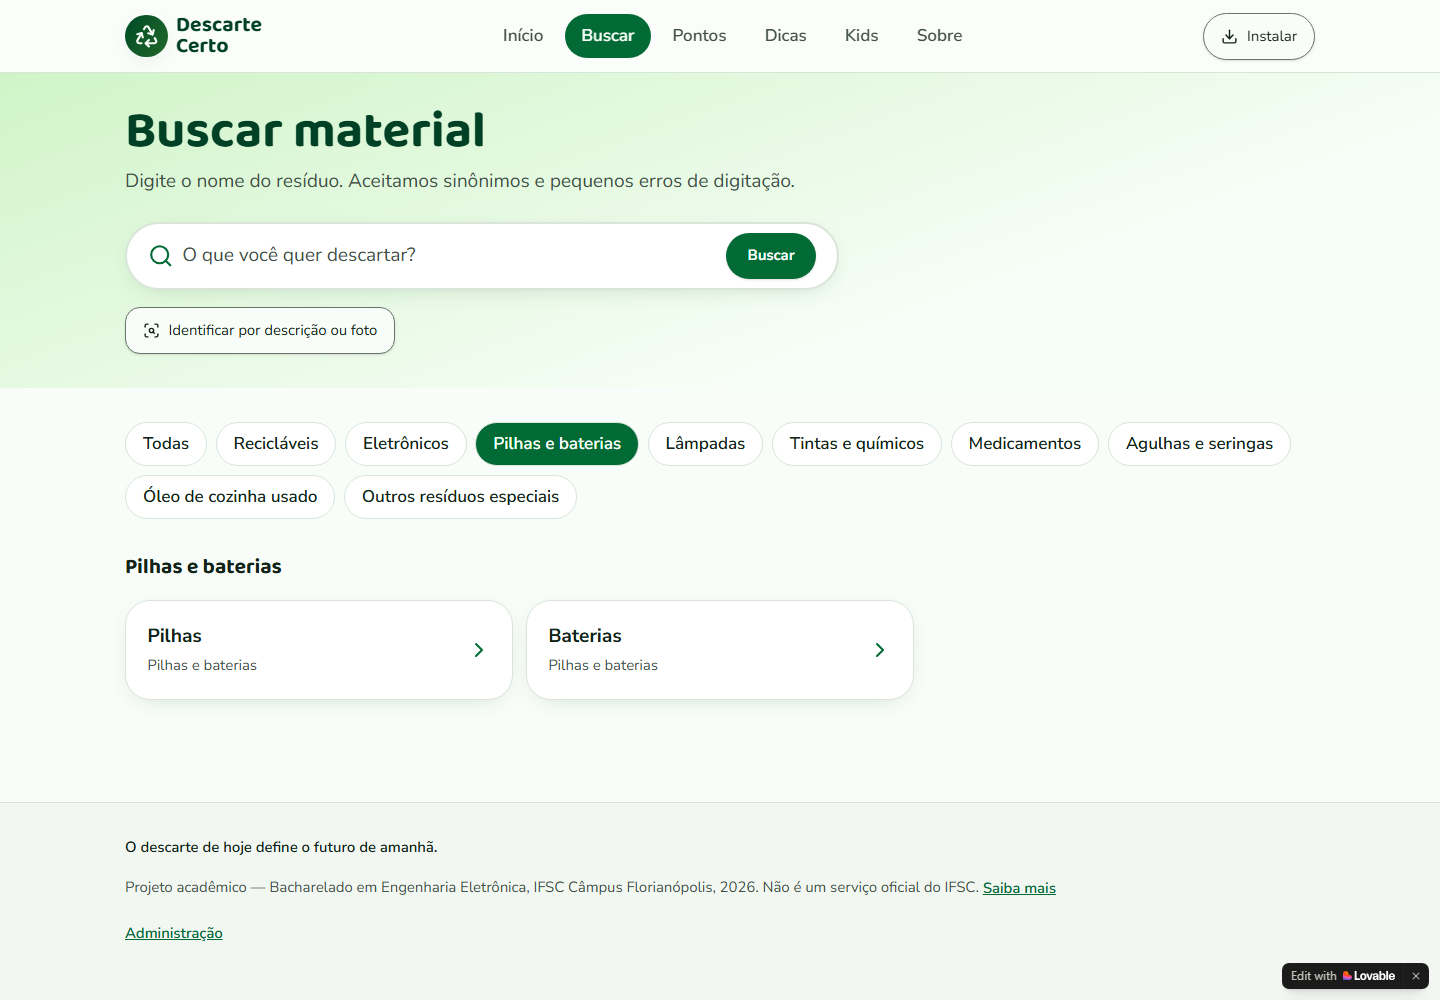 Descarte
Certo
Início
Buscar
Pontos
Dicas
Kids
Sobre
Instalar
Buscar material
Digite o nome do resíduo. Aceitamos sinônimos e pequenos erros de digitação.
O que você quer descartar?
Buscar
Identificar por descrição ou foto
Todas
Recicláveis
Eletrônicos
Pilhas e baterias
Lâmpadas
Tintas e químicos
Medicamentos
Agulhas e seringas
Óleo de cozinha usado
Outros resíduos especiais
Pilhas e baterias
Pilhas
Pilhas e baterias
Baterias
Pilhas e baterias
O descarte de hoje define o futuro de amanhã.
Projeto acadêmico — Bacharelado em Engenharia Eletrônica, IFSC Câmpus Florianópolis, 2026. Não é um serviço oficial do IFSC. Saiba mais
Administração
Edit with Lovable ×